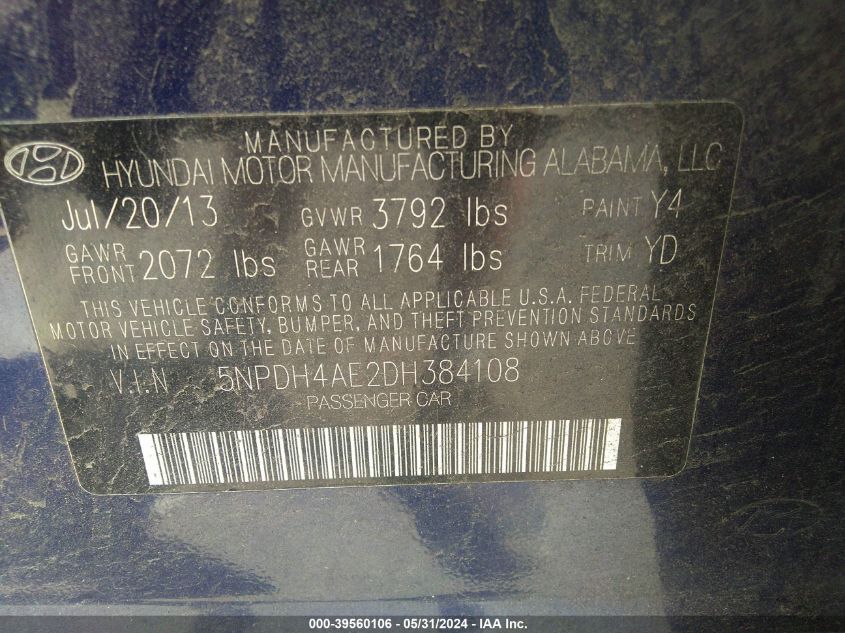 MANUFACTURED BY
HYUNDAI MOTOR MANUFACTURING ALABAMA, LLC
Jul/20/13 GVWR 3792 lbs PAINT Y4
GAWR FRONT 2072 lbs GAWR REAR 1764 lbs TRIM YD
THIS VEHICLE CONFORMS TO ALL APPLICABLE U.S.A. FEDERAL
MOTOR VEHICLE SAFETY, BUMPER, AND THEFT PREVENTION STANDARDS
IN EFFECT ON THE DATE OF MANUFACTURE SHOWN ABOVE
V.I.N 5NPDH4AE2DH384108
PASSENGER CAR
000-39560106 - 05/31/2024 - IAA Inc.